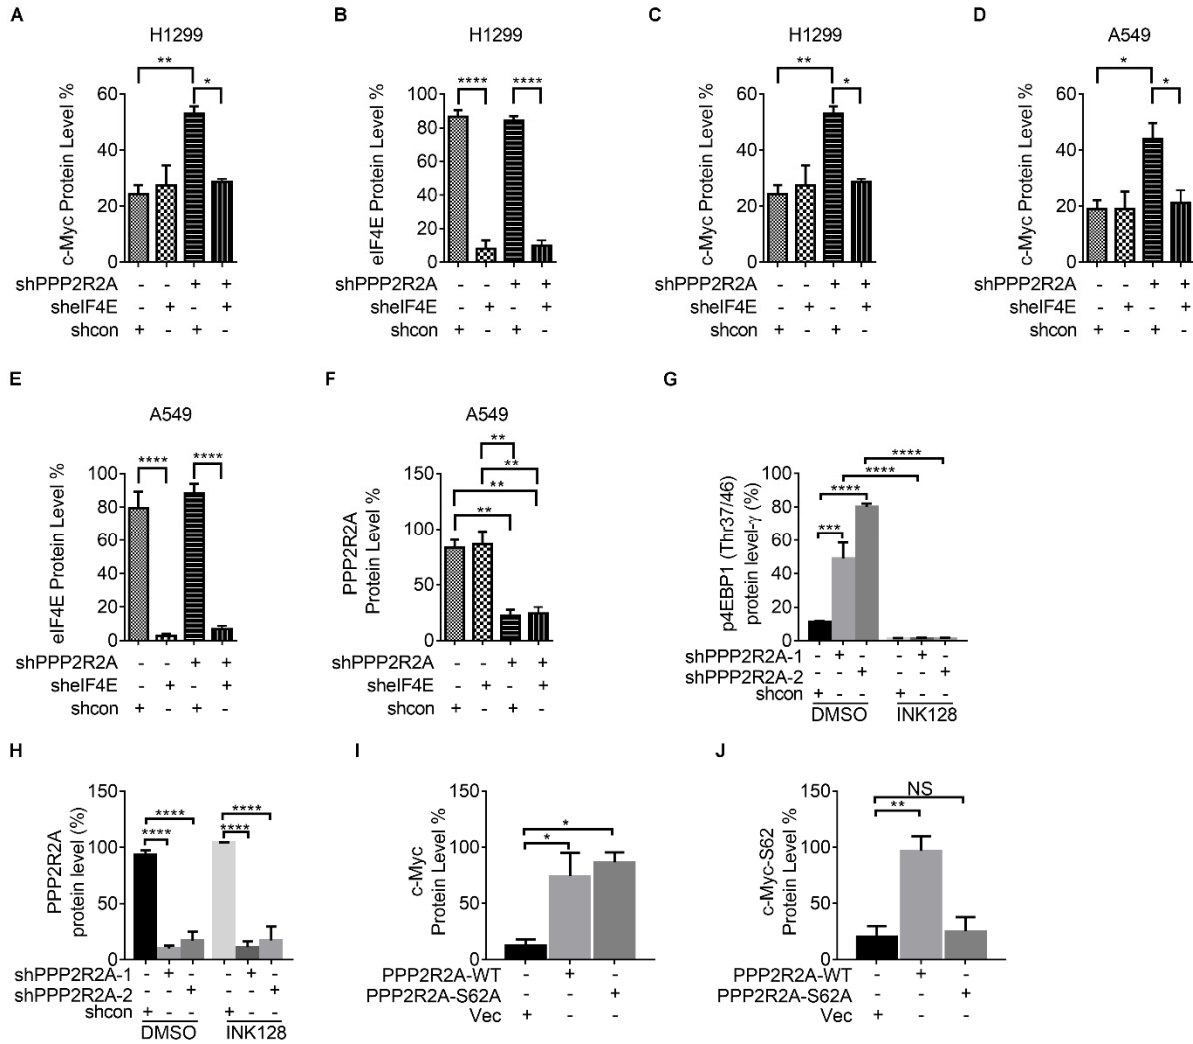 A
H1299
**
*
c-Myc Protein Level %
60
40
20
0
shPPP2R2A - - + +
sheIF4E - + - +
shcon + - + -
B
H1299
**** ****
eIF4E Protein Level %
100
80
60
40
20
0
shPPP2R2A - - + +
sheIF4E - + - +
shcon + - + -
C
H1299
**
*
c-Myc Protein Level %
60
40
20
0
shPPP2R2A - - + +
sheIF4E - + - +
shcon + - + -
D
A549
*
*
c-Myc Protein Level %
60
40
20
0
shPPP2R2A - - + +
sheIF4E - + - +
shcon + - + -
E
A549
**** ****
eIF4E Protein Level %
100
80
60
40
20
0
shPPP2R2A - - + +
sheIF4E - + - +
shcon + - + -
F
A549
**
**
**
**
PPP2R2A
Protein Level %
150
100
50
0
shPPP2R2A - - + +
sheIF4E - + - +
shcon + - + -
G
****
****
****
***
p4EBP1 (Thr37/46)
protein level-γ (%)
100
80
60
40
20
0
shPPP2R2A-1 - + - - + -
shPPP2R2A-2 - - + - - +
shcon + - - + - -
DMSO INK128
H
**** ****
**** ****
PPP2R2A
protein level (%)
150
100
50
0
shPPP2R2A-1 - + - - + -
shPPP2R2A-2 - - + - - +
shcon + - - + - -
DMSO INK128
I
*
*
c-Myc
Protein Level %
150
100
50
0
PPP2R2A-WT - + -
PPP2R2A-S62A - - +
Vec + - -
J
NS
**
c-Myc-S62
Protein Level %
150
100
50
0
PPP2R2A-WT - + -
PPP2R2A-S62A - - +
Vec + - -